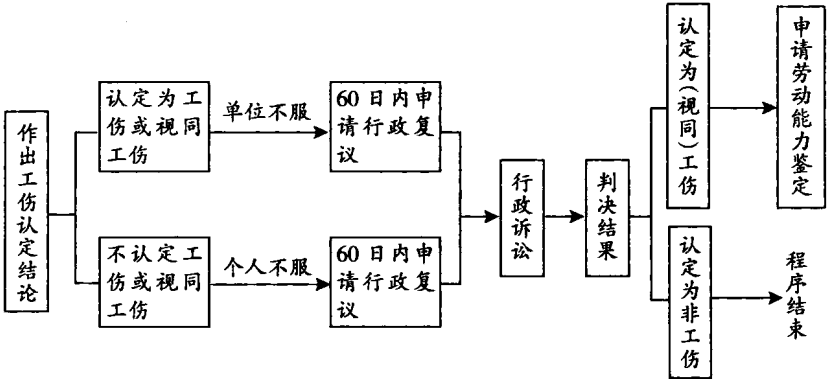 作出工伤认定结论
认定为工
伤或视同
工伤
单位不服
60日内申
请行政复
议
不认定工
伤或视同
工伤
个人不服
60日内申
请行政复
议
行政诉讼
判决结果
认定为(视同)工伤
申请劳动能力鉴定
认定为非工伤
程序结束